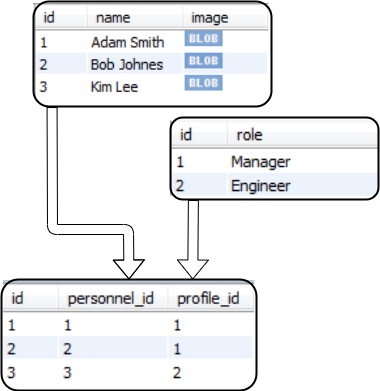 id name image
1 Adam Smith BLOB
2 Bob Johnes BLOB
3 Kim Lee BLOB
id role
1 Manager
2 Engineer
id personnel_id profile_id
1 1 1
2 2 1
3 3 2